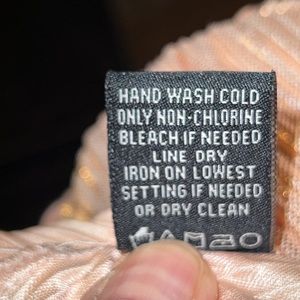 HAND WASH COLD
ONLY NON-CHLORINE
BLEACH IF NEEDED
LINE DRY
IRON ON LOWEST
SETTING IF NEEDED
OR DRY CLEAN